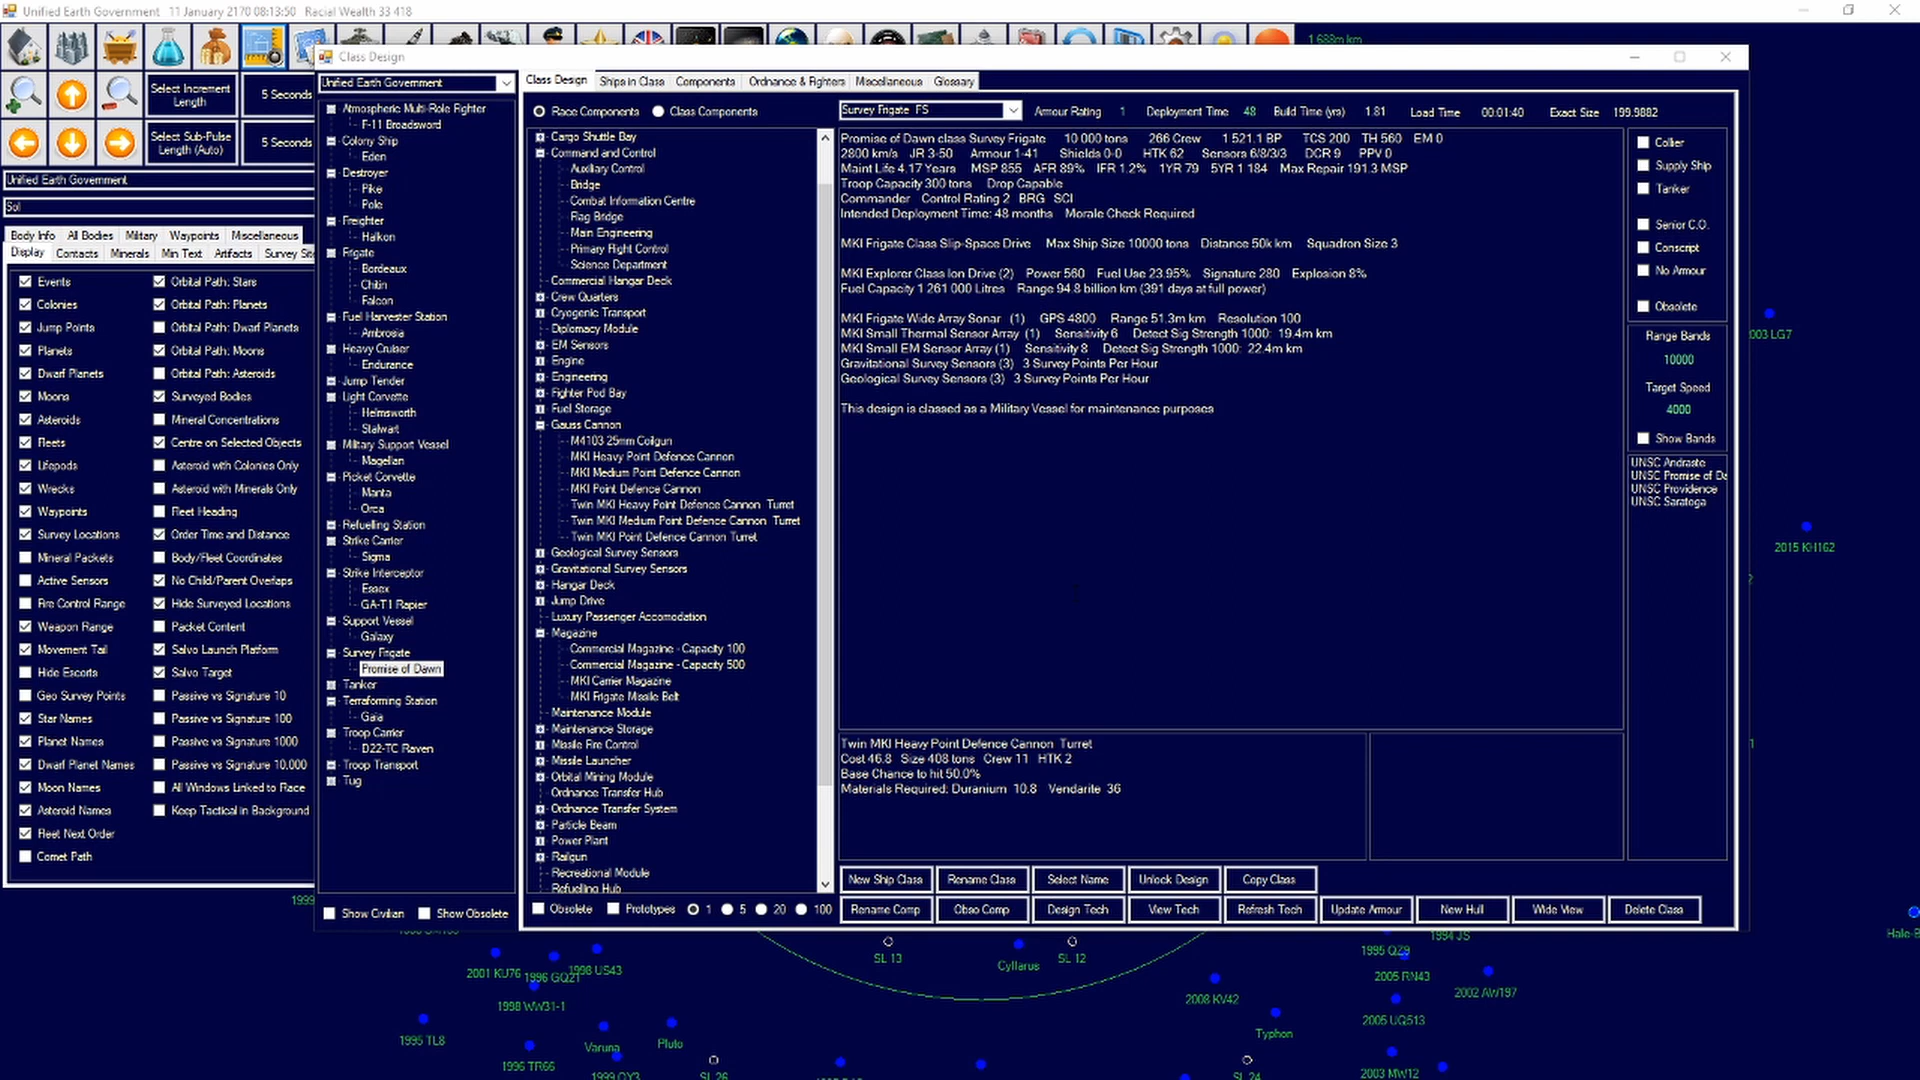 Unified Earth Government   11 January 2170 08:13:50   Racial Wealth 33 418
1.688m km
Select Increment Length
5 Seconds
Select Sub-Pulse Length (Auto)
5 Seconds
Unified Earth Government
Sol
Body Info   All Bodies   Military   Waypoints   Miscellaneous
Display   Contacts   Minerals   Min Text   Artifacts   Survey Sit
Events
Colonies
Jump Points
Planets
Dwarf Planets
Moons
Asteroids
Fleets
Lifepods
Wrecks
Waypoints
Survey Locations
Mineral Packets
Active Sensors
Fire Control Range
Weapon Range
Movement Tail
Hide Escorts
Geo Survey Points
Star Names
Planet Names
Dwarf Planet Names
Moon Names
Asteroid Names
Fleet Next Order
Comet Path
Orbital Path: Stars
Orbital Path: Planets
Orbital Path: Dwarf Planets
Orbital Path: Moons
Orbital Path: Asteroids
Surveyed Bodies
Mineral Concentrations
Centre on Selected Objects
Asteroid with Colonies Only
Asteroid with Minerals Only
Fleet Heading
Order Time and Distance
Body/Fleet Coordinates
No Child/Parent Overlaps
Hide Surveyed Locations
Packet Content
Salvo Launch Platform
Salvo Target
Passive vs Signature 10
Passive vs Signature 100
Passive vs Signature 1000
Passive vs Signature 10,000
All Windows Linked to Race
Keep Tactical in Background
Class Design
Unified Earth Government
Atmospheric Multi-Role Fighter
F-11 Broadsword
Colony Ship
Eden
Destroyer
Pike
Pole
Freighter
Halkon
Frigate
Bordeaux
Chitin
Falcon
Fuel Harvester Station
Ambrosia
Heavy Cruiser
Endurance
Jump Tender
Light Corvette
Helmsworth
Stalwart
Military Support Vessel
Magellan
Picket Corvette
Manta
Orca
Refuelling Station
Strike Carrier
Sigma
Strike Interceptor
Essex
GA-T1 Rapier
Support Vessel
Galaxy
Survey Frigate
Promise of Dawn
Tanker
Terraforming Station
Gaia
Troop Carrier
D22-TC Raven
Troop Transport
Tug
Show Civilian   Show Obsolete
Class Design   Ships in Class   Components   Ordnance & Fighters   Miscellaneous   Glossary
Race Components   Class Components
Cargo Shuttle Bay
Command and Control
Auxiliary Control
Bridge
Combat Information Centre
Flag Bridge
Main Engineering
Primary Flight Control
Science Department
Commercial Hangar Deck
Crew Quarters
Cryogenic Transport
Diplomacy Module
EM Sensors
Engine
Engineering
Fighter Pod Bay
Fuel Storage
Gauss Cannon
M4103 25mm Coilgun
MKI Heavy Point Defence Cannon
MKI Medium Point Defence Cannon
MKI Point Defence Cannon
Twin MKI Heavy Point Defence Cannon  Turret
Twin MKI Medium Point Defence Cannon  Turret
Twin MKI Point Defence Cannon Turret
Geological Survey Sensors
Gravitational Survey Sensors
Hangar Deck
Jump Drive
Luxury Passenger Accomodation
Magazine
Commercial Magazine - Capacity 100
Commercial Magazine - Capacity 500
MKI Carrier Magazine
MKI Frigate Missile Belt
Maintenance Module
Maintenance Storage
Missile Fire Control
Missile Launcher
Orbital Mining Module
Ordnance Transfer Hub
Ordnance Transfer System
Particle Beam
Power Plant
Railgun
Recreational Module
Refuelling Hub
Obsolete   Prototypes   1   5   20   100
Survey Frigate  FS   Armour Rating   1   Deployment Time   48   Build Time (yrs)   1.81   Load Time   00:01:40   Exact Size   199.9882
Promise of Dawn class Survey Frigate   10 000 tons   266 Crew   1 521.1 BP   TCS 200   TH 560   EM 0
2800 km/s   JR 3-50   Armour 1-41   Shields 0-0   HTK 62   Sensors 6/8/3/3   DCR 9   PPV 0
Maint Life 4.17 Years   MSP 855   AFR 89%   IFR 1.2%   1YR 79   5YR 1 184   Max Repair 191.3 MSP
Troop Capacity 300 tons   Drop Capable
Commander   Control Rating 2   BRG   SCI
Intended Deployment Time: 48 months   Morale Check Required
MKI Frigate Class Slip-Space Drive   Max Ship Size 10000 tons   Distance 50k km   Squadron Size 3
MKI Explorer Class Ion Drive (2)   Power 560   Fuel Use 23.95%   Signature 280   Explosion 8%
Fuel Capacity 1 261 000 Litres   Range 94.8 billion km (391 days at full power)
MKI Frigate Wide Array Sonar  (1)   GPS 4800   Range 51.3m km   Resolution 100
MKI Small Thermal Sensor Array (1)   Sensitivity 6   Detect Sig Strength 1000:  19.4m km
MKI Small EM Sensor Array (1)   Sensitivity 8   Detect Sig Strength 1000:  22.4m km
Gravitational Survey Sensors (3)   3 Survey Points Per Hour
Geological Survey Sensors (3)   3 Survey Points Per Hour
This design is classed as a Military Vessel for maintenance purposes
Twin MKI Heavy Point Defence Cannon  Turret
Cost 46.8   Size 408 tons   Crew 11   HTK 2
Base Chance to hit 50.0%
Materials Required: Duranium  10.8   Vendarite  36
New Ship Class   Rename Class   Select Name   Unlock Design   Copy Class
Rename Comp   Obso Comp   Design Tech   View Tech   Refresh Tech   Update Armour   New Hull   Wide View   Delete Class
Collier
Supply Ship
Tanker
Senior C.O.
Conscript
No Armour
Obsolete
Range Bands
10000
Target Speed
4000
Show Bands
UNSC Andraste
UNSC Promise of Da
UNSC Providence
UNSC Saratoga
003 LG7
2015 KH162
1999
2001 KU76
1996 GQ21
1998 US43
1998 WW31-1
1995 TL8
Varuna
Pluto
1996 TR66
1999 OY3
SL 26
SL 13
Cyllarus
SL 12
2008 KV42
Typhon
SL 24
1994 JS
1995 QZ9
2005 RN43
2002 AW197
2005 UQ513
2003 MW12
Hale-B